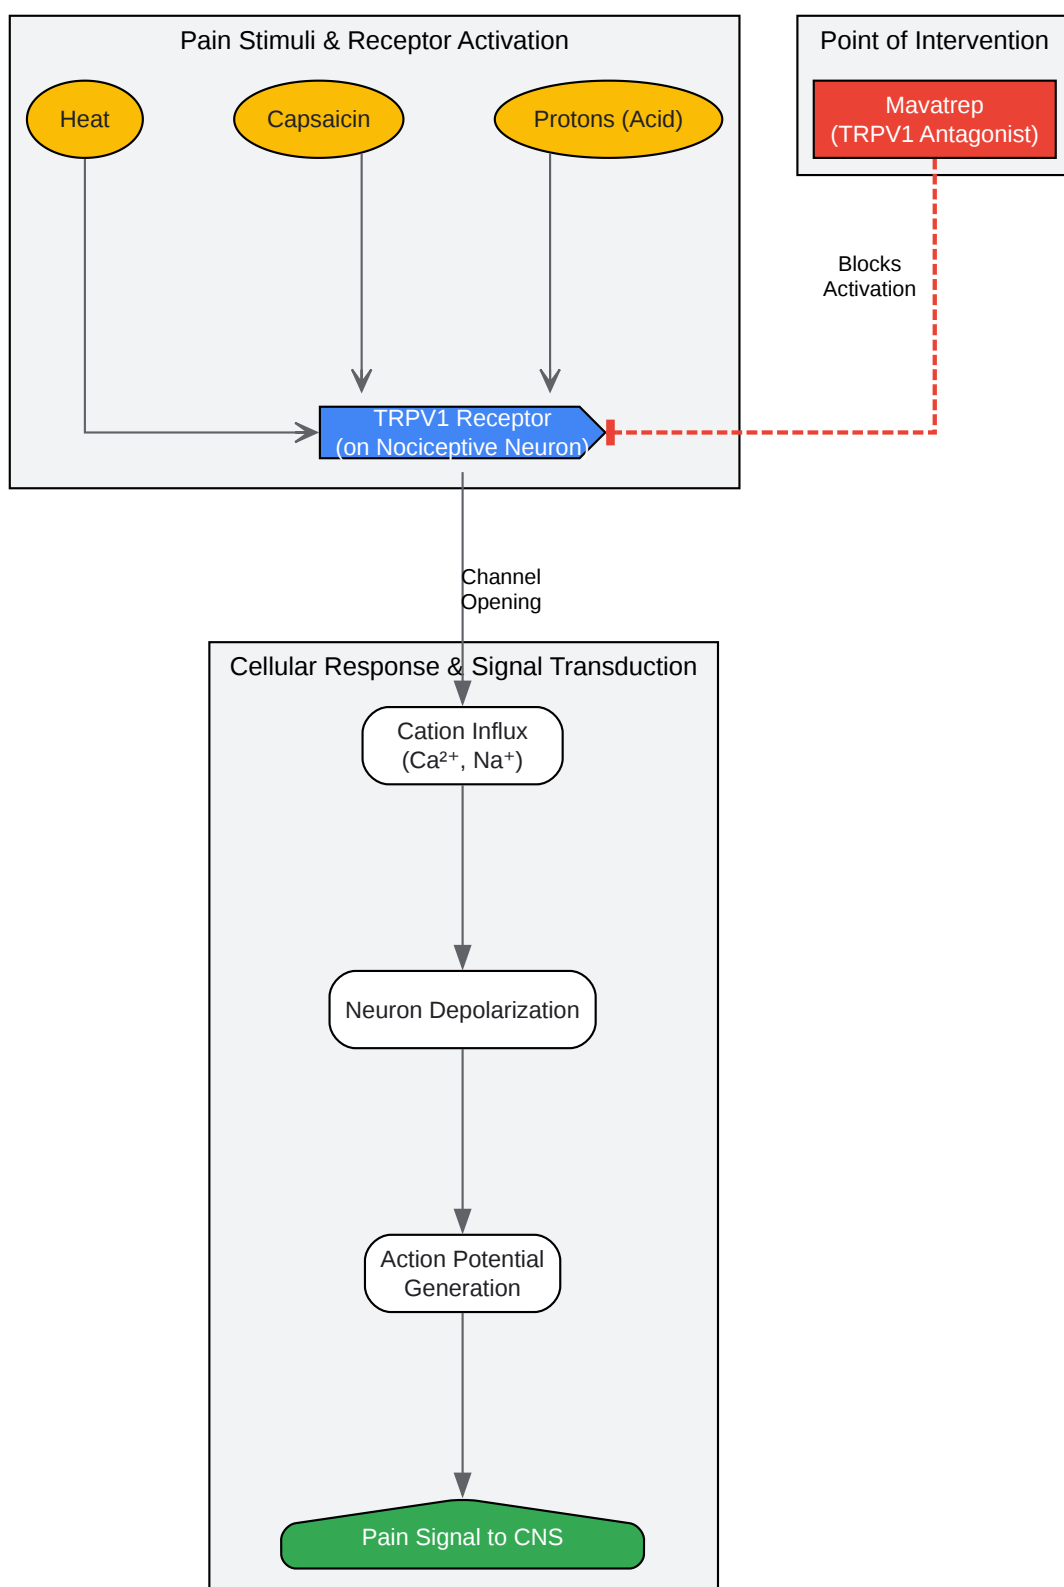 Pain Stimuli & Receptor Activation
Point of Intervention
Heat
Capsaicin
Protons (Acid)
Mavatrep
(TRPV1 Antagonist)
Blocks
Activation
TRPV1 Receptor
(on Nociceptive Neuron)
Channel
Opening
Cellular Response & Signal Transduction
Cation Influx
(Ca²⁺, Na⁺)
Neuron Depolarization
Action Potential
Generation
Pain Signal to CNS